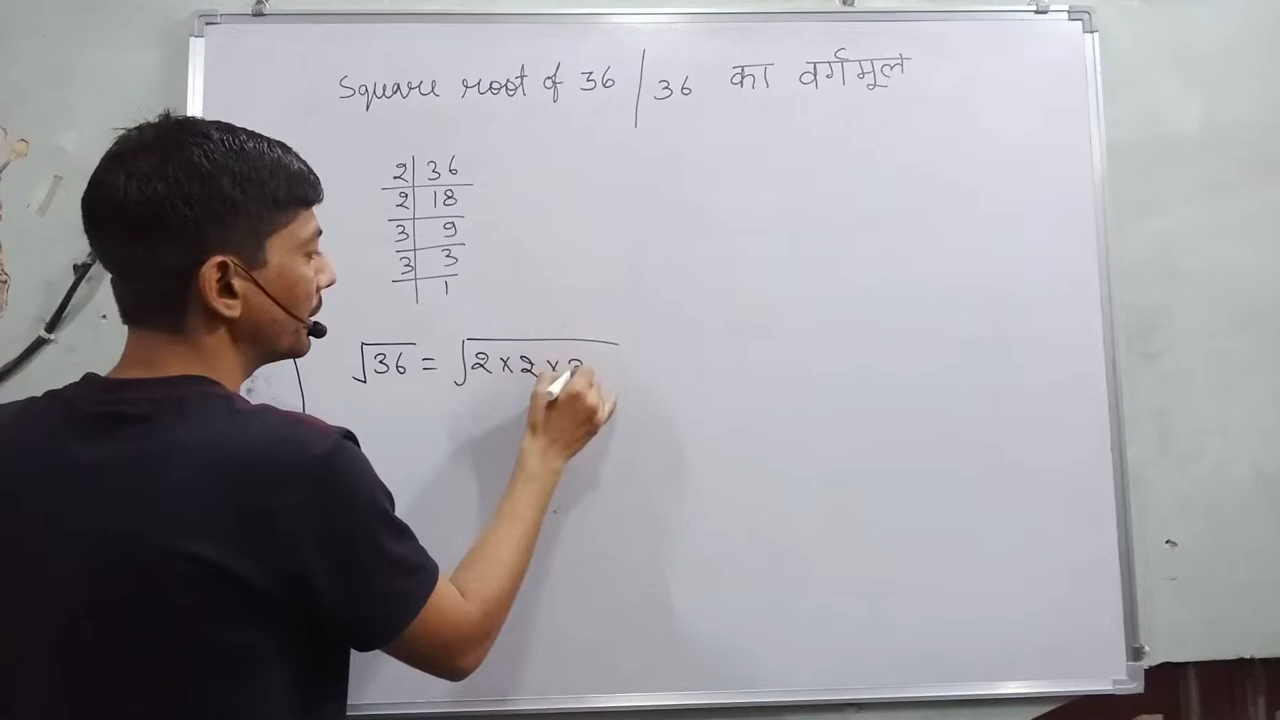 Square root of 36 / 36 का वर्गमूल
2 | 36
2 | 18
3 | 9
3 | 3
| 1
√36 = √2 × 2 ×